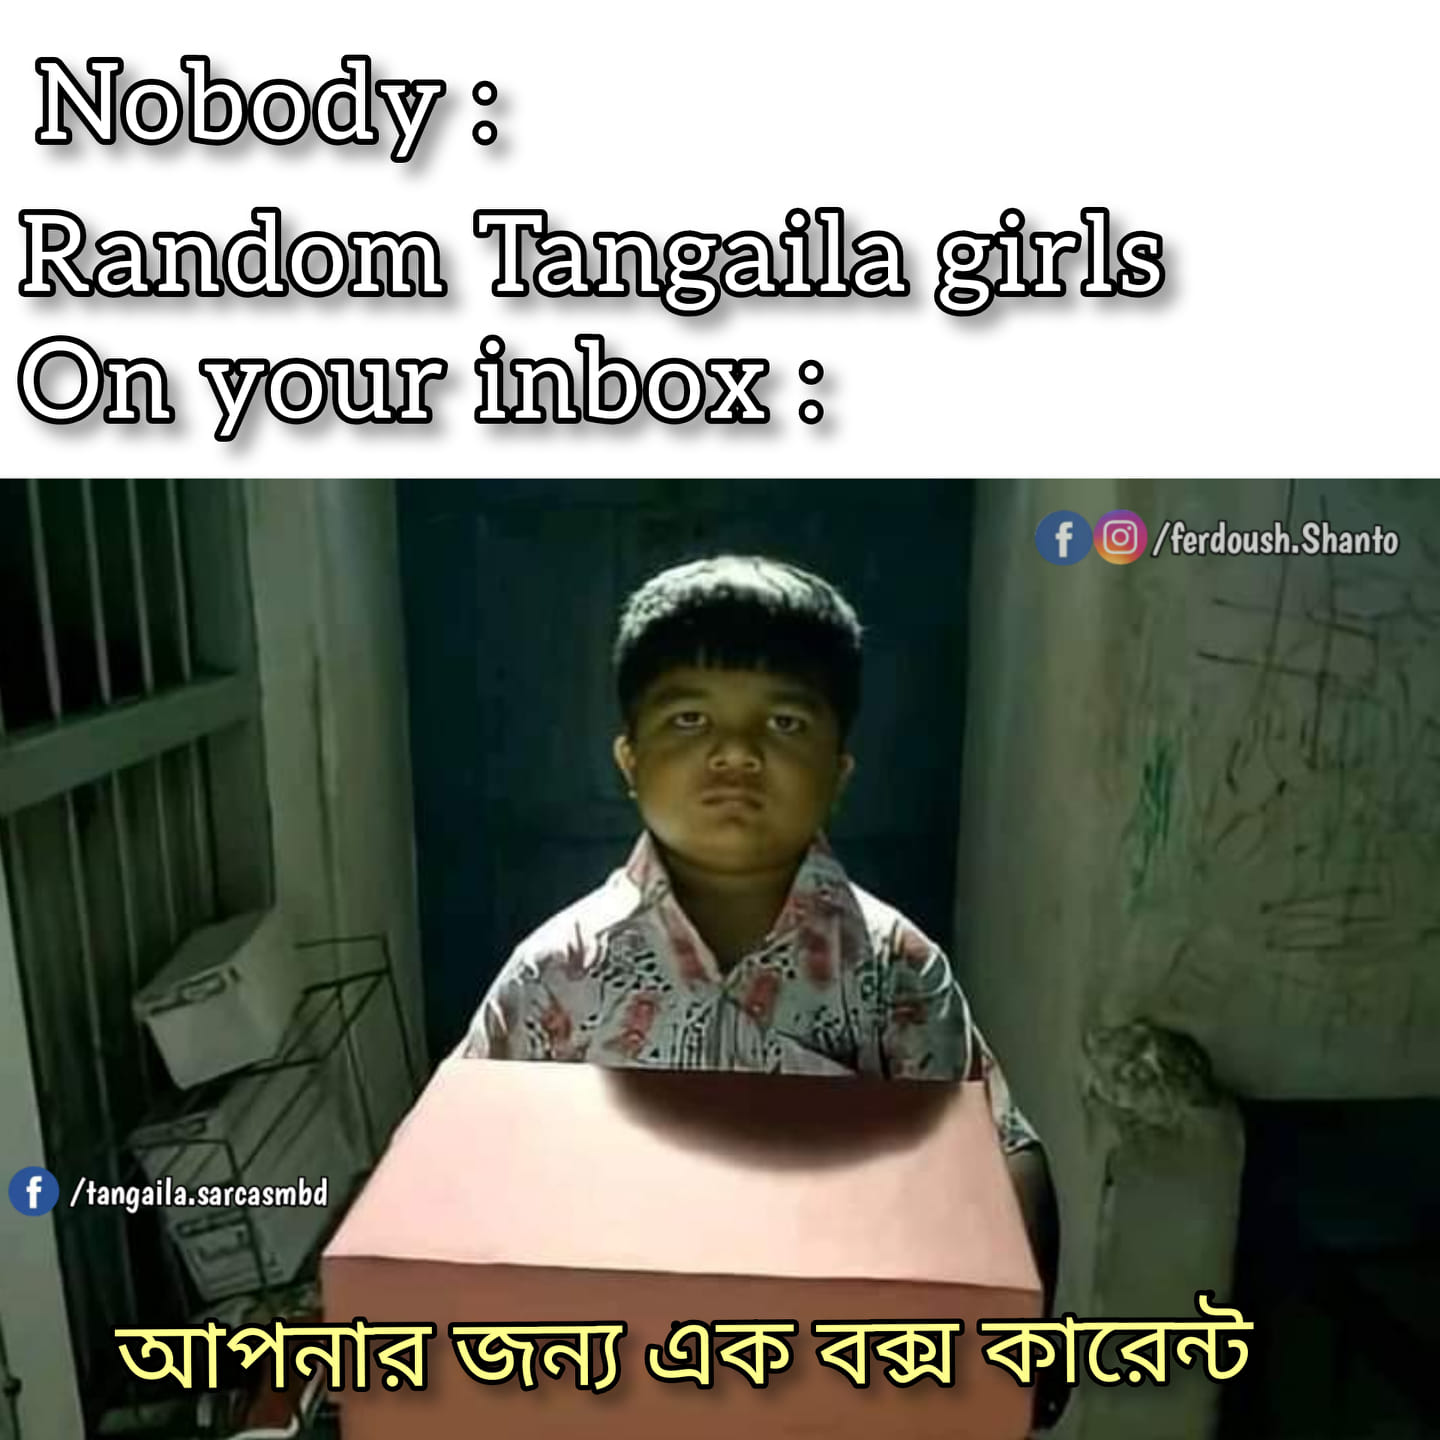 Nobody :
Random Tangaila girls
On your inbox :
/ferdoush.Shanto
/tangaila.sarcasmbd
আপনার জন্য এক বক্স কারেন্ট